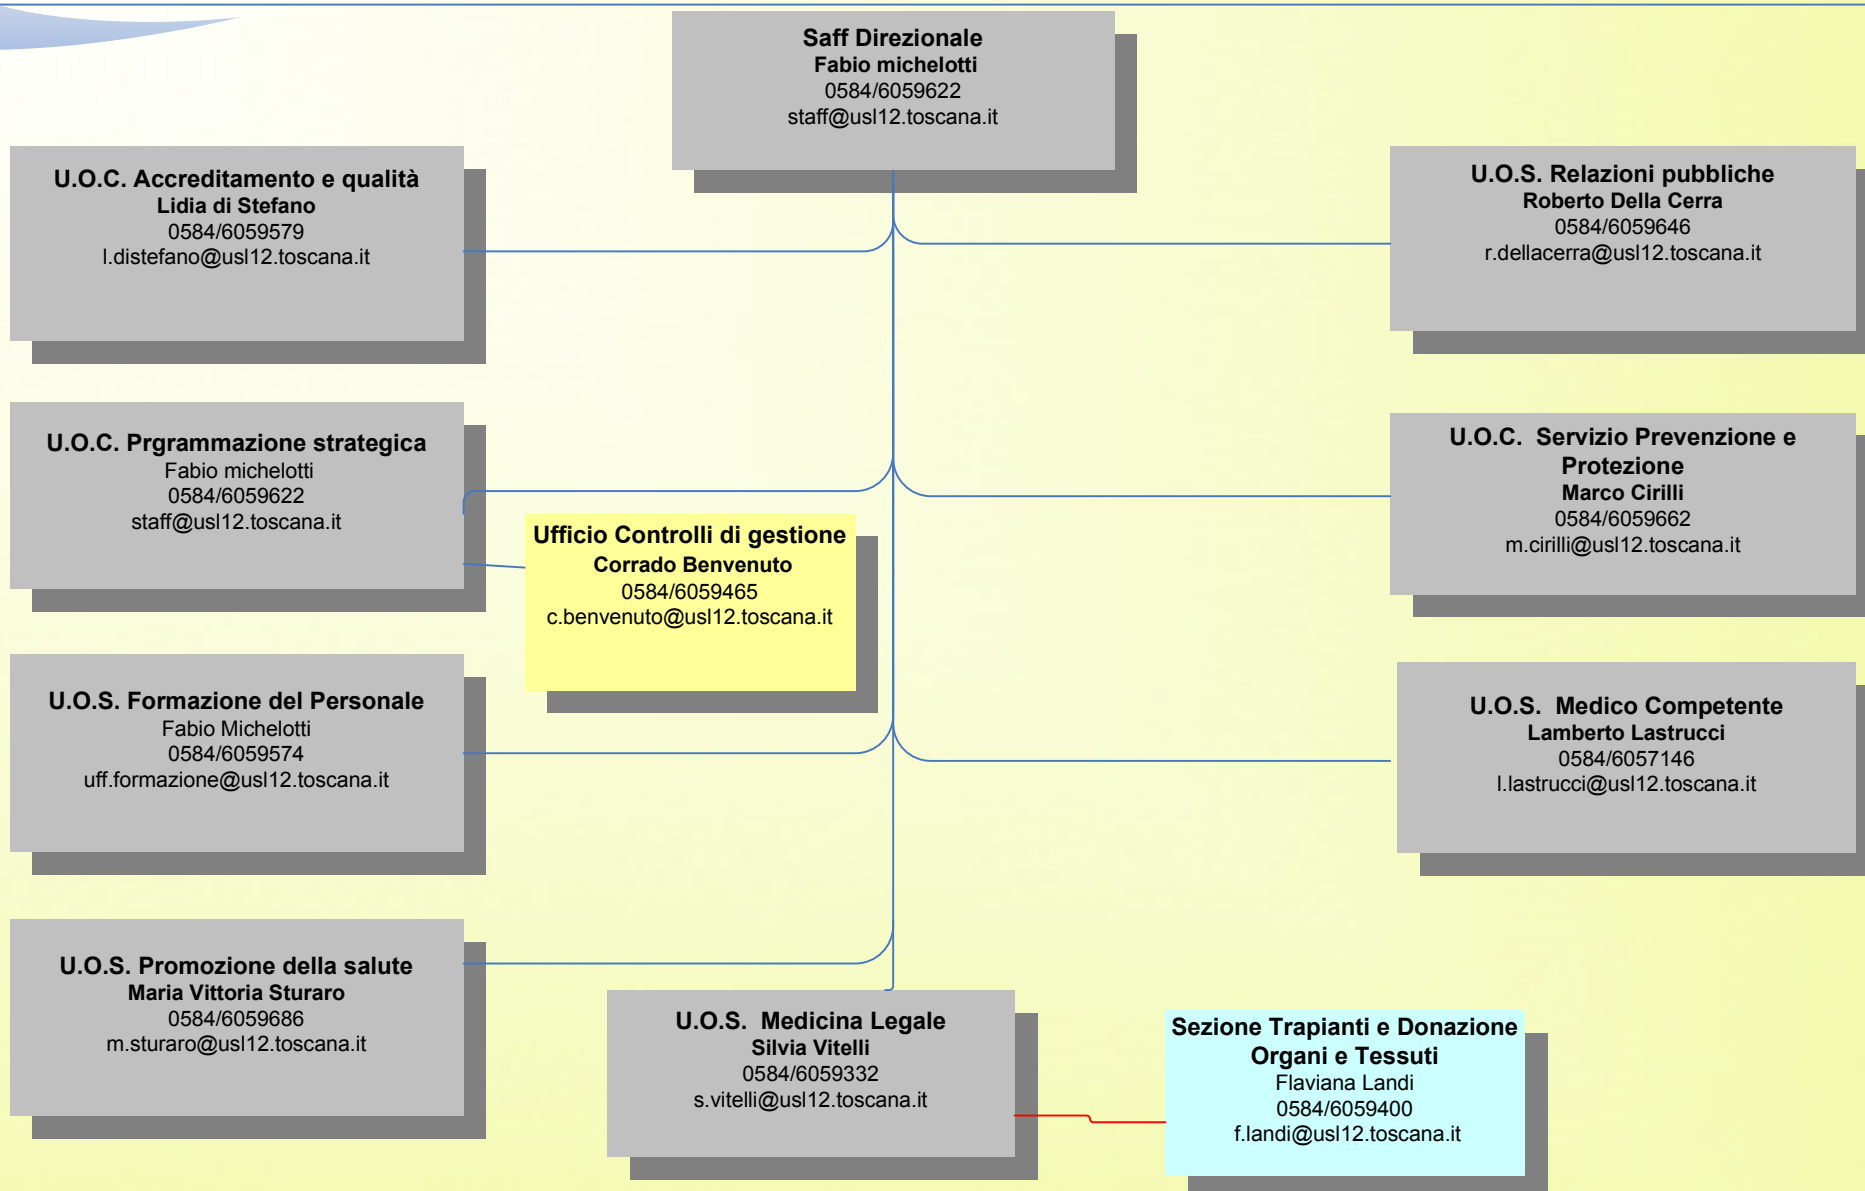 Saff Direzionale
Fabio michelotti
0584/6059622
staff@usl12.toscana.it
U.O.C. Accreditamento e qualità
Lidia di Stefano
0584/6059579
l.distefano@usl12.toscana.it
U.O.S. Relazioni pubbliche
Roberto Della Cerra
0584/6059646
r.dellacerra@usl12.toscana.it
U.O.C. Prgrammazione strategica
Fabio michelotti
0584/6059622
staff@usl12.toscana.it
Ufficio Controlli di gestione
Corrado Benvenuto
0584/6059465
c.benvenuto@usl12.toscana.it
U.O.C. Servizio Prevenzione e
Protezione
Marco Cirilli
0584/6059662
m.cirilli@usl12.toscana.it
U.O.S. Formazione del Personale
Fabio Michelotti
0584/6059574
uff.formazione@usl12.toscana.it
U.O.S. Medico Competente
Lamberto Lastrucci
0584/6057146
l.lastrucci@usl12.toscana.it
U.O.S. Promozione della salute
Maria Vittoria Sturaro
0584/6059686
m.sturaro@usl12.toscana.it
U.O.S. Medicina Legale
Silvia Vitelli
0584/6059332
s.vitelli@usl12.toscana.it
Sezione Trapianti e Donazione
Organi e Tessuti
Flaviana Landi
0584/6059400
f.landi@usl12.toscana.it